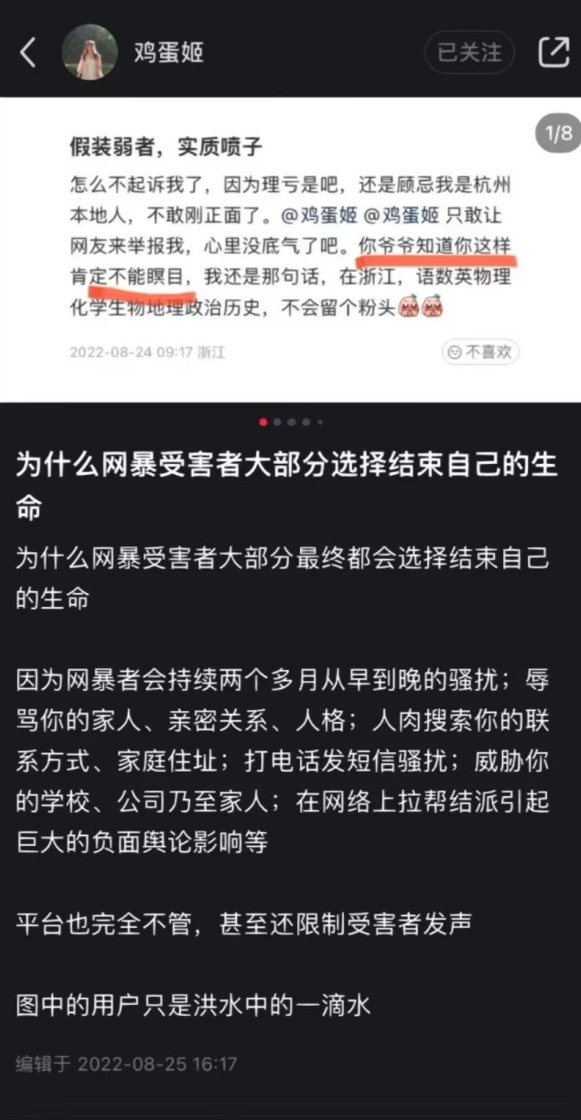 鸡蛋姬
已关注
1/8
假装弱者，实质喷子
怎么不起诉我了，因为理亏是吧，还是顾忌我是杭州
本地人，不敢刚正面了。@鸡蛋姬 @鸡蛋姬 只敢让
网友来举报我，心里没底气了吧。你爷爷知道你这样
肯定不能瞑目，我还是那句话，在浙江，语数英物理
化学生物地理政治历史，不会留个粉头
2022-08-24 09:17 浙江
不喜欢
为什么网暴受害者大部分选择结束自己的生
命
为什么网暴受害者大部分最终都会选择结束自己
的生命
因为网暴者会持续两个多月从早到晚的骚扰；辱
骂你的家人、亲密关系、人格；人肉搜索你的联
系方式、家庭住址；打电话发短信骚扰；威胁你
的学校、公司乃至家人；在网络上拉帮结派引起
巨大的负面舆论影响等
平台也完全不管，甚至还限制受害者发声
图中的用户只是洪水中的一滴水
编辑于 2022-08-25 16:17